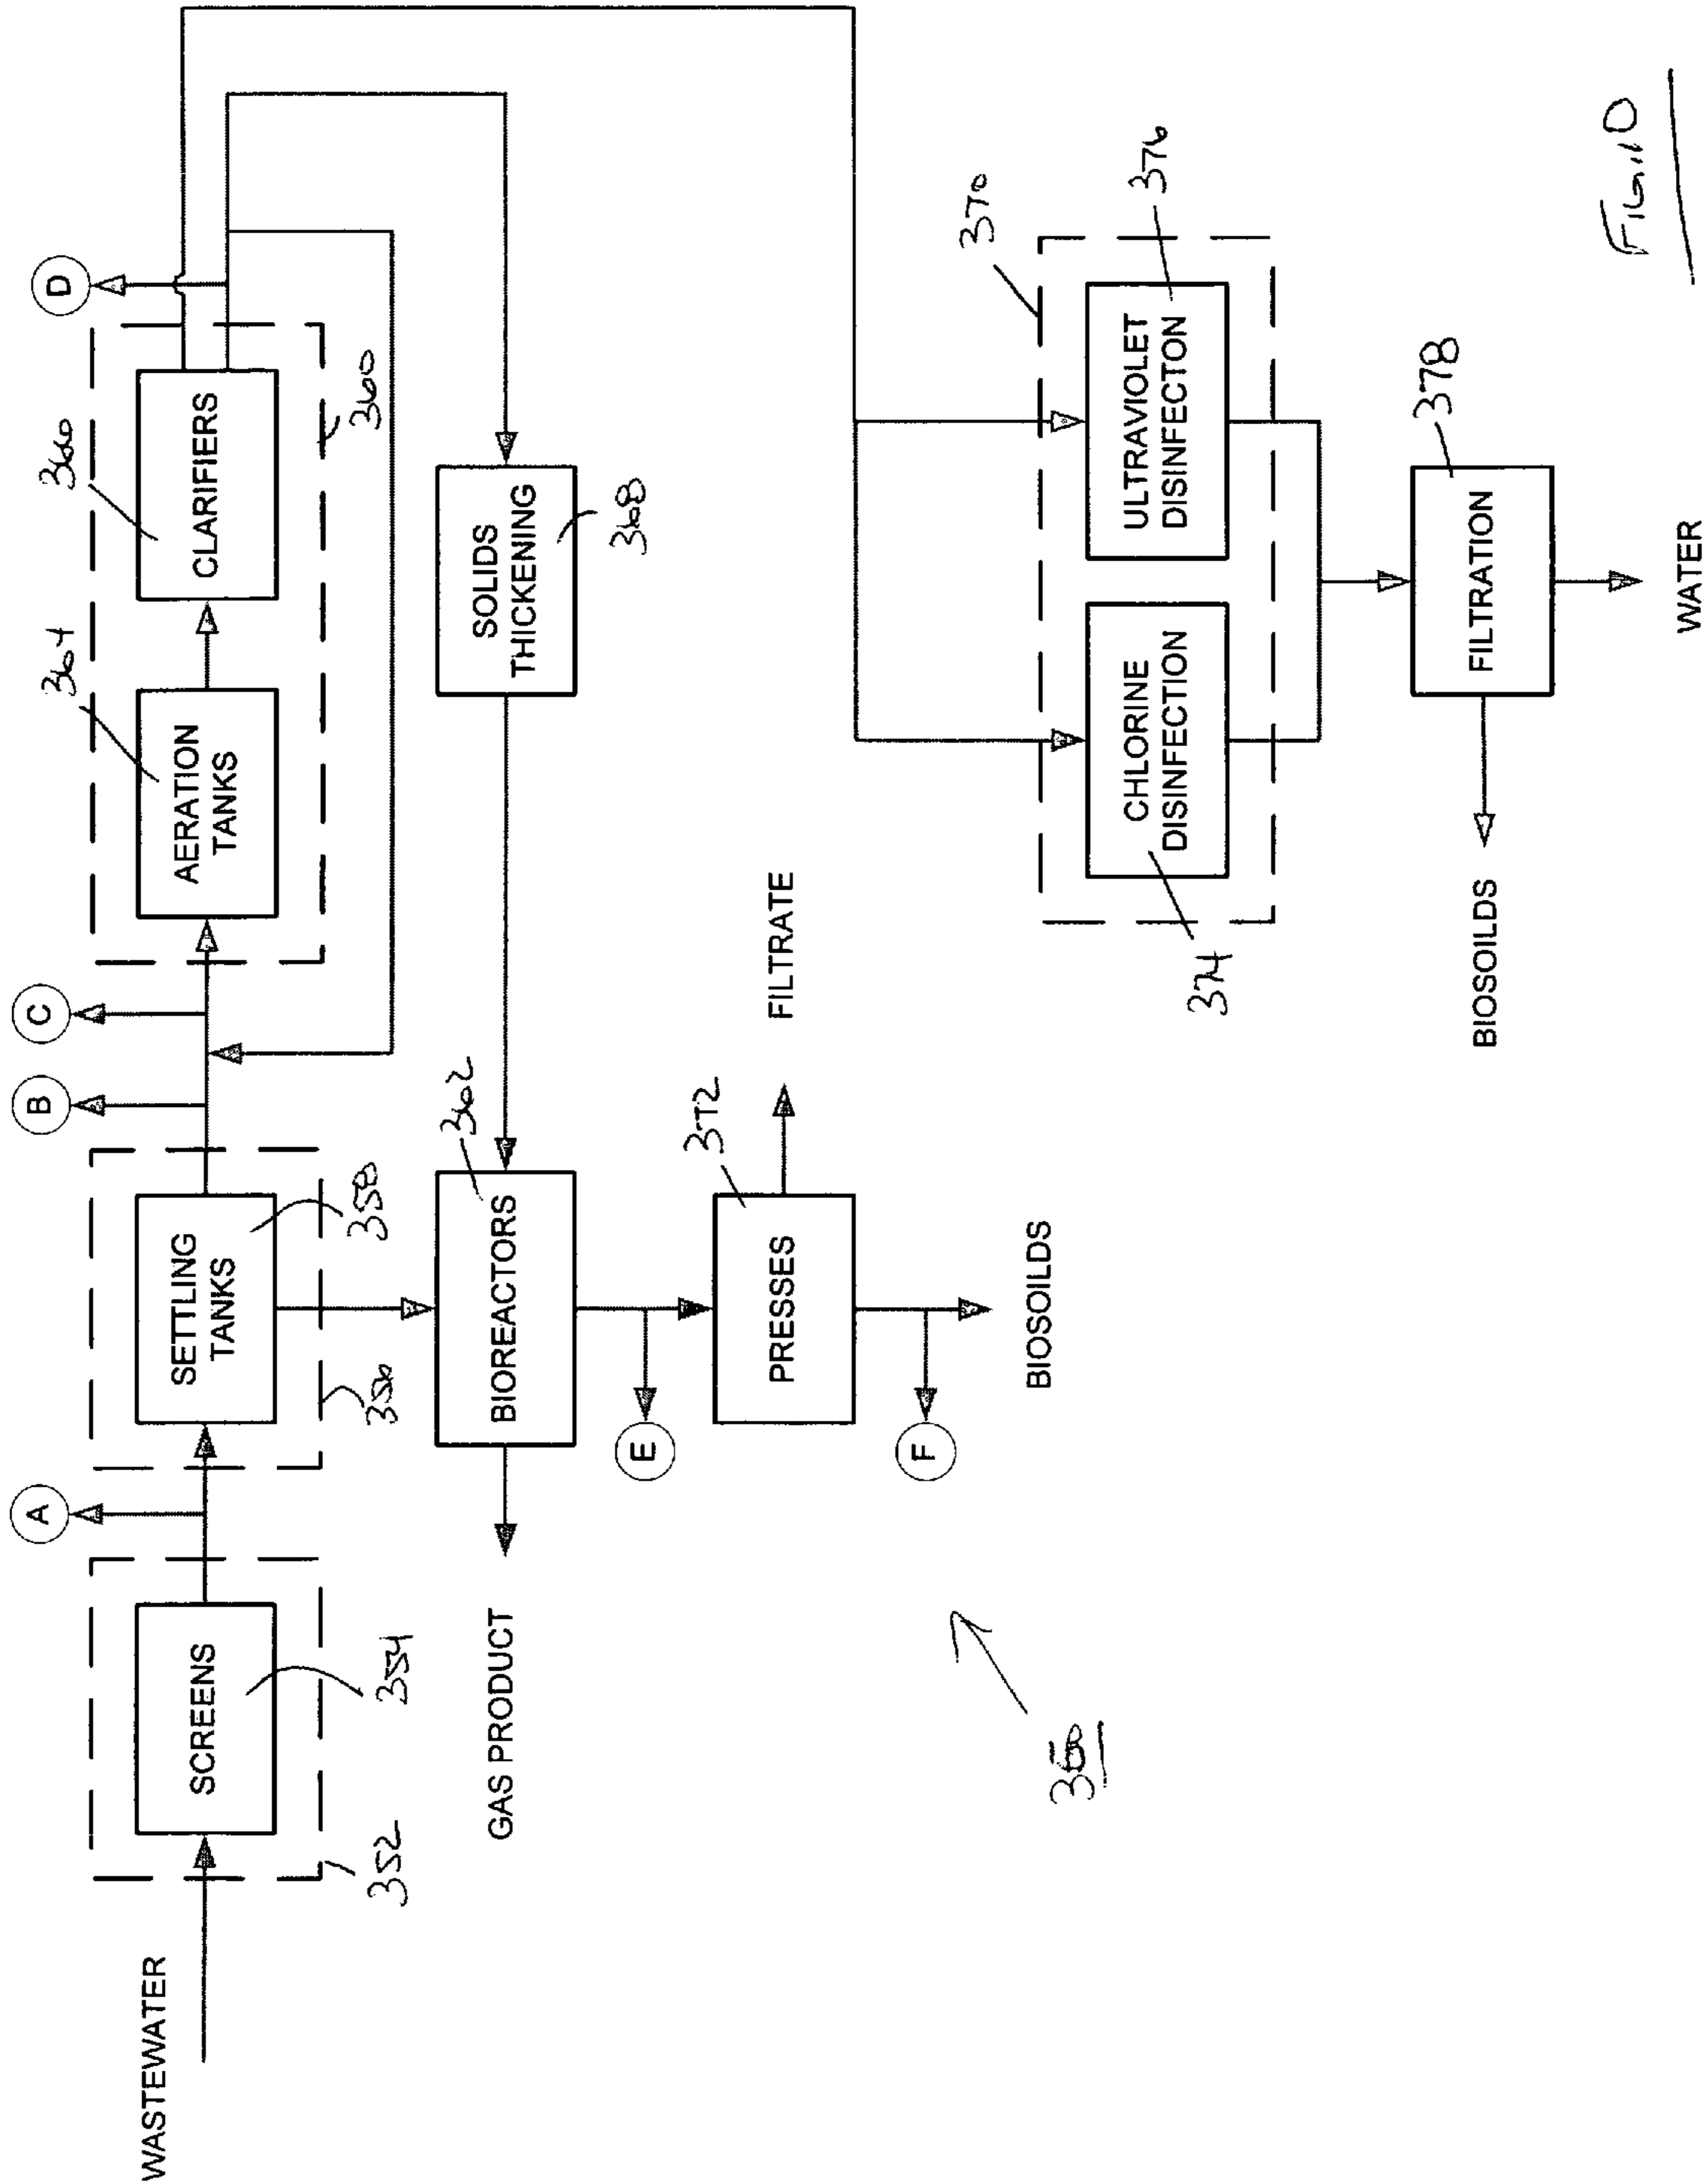 A
B
C
D
WASTEWATER
364
366
SCREENS
SETTLING
TANKS
AERATION
TANKS
CLARIFIERS
352
354
356
358
360
GAS PRODUCT
BIOREACTORS
362
SOLIDS
THICKENING
368
E
PRESSES
372
FILTRATE
F
BIOSOILDS
370
374
CHLORINE
DISINFECTION
ULTRAVIOLET
DISINFECTON
376
BIOSOILDS
FILTRATION
378
WATER
FIG. 10